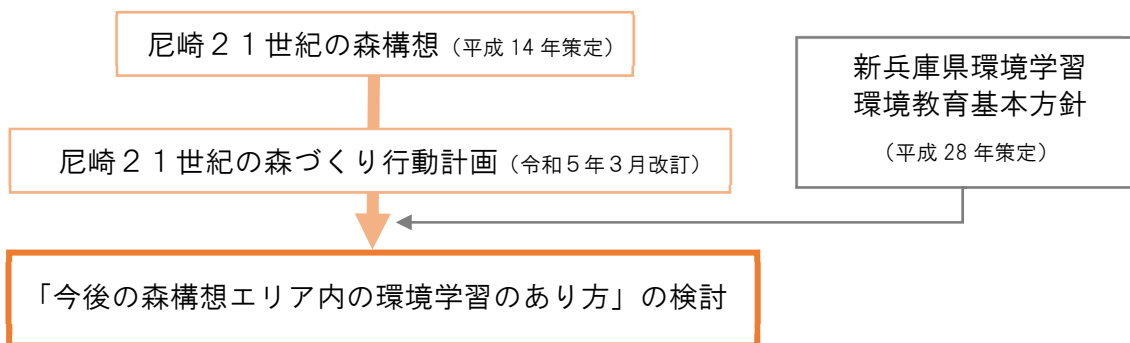 尼崎２１世紀の森構想（平成 14 年策定）
新兵庫県環境学習
環境教育基本方針
（平成 28 年策定）
尼崎２１世紀の森づくり行動計画（令和５年３月改訂）
「今後の森構想エリア内の環境学習のあり方」の検討